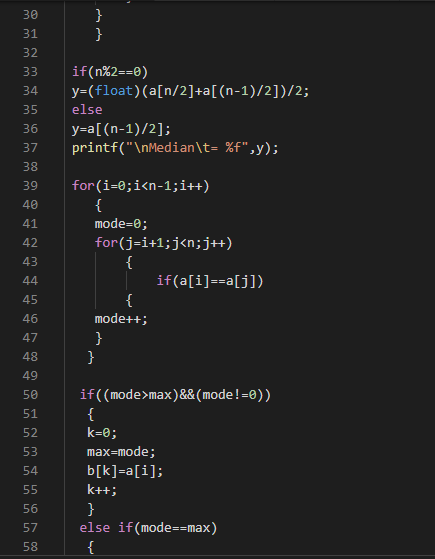 30 }
31 }
32
33 if(n%2==0)
34 y=(float)(a[n/2]+a[(n-1)/2])/2;
35 else
36 y=a[(n-1)/2];
37 printf("\nMedian\t= %f",y);
38
39 for(i=0;i<n-1;i++)
40 {
41 mode=0;
42 for(j=i+1;j<n;j++)
43 {
44 if(a[i]==a[j])
45 {
46 mode++;
47 }
48 }
49
50 if((mode>max)&&(mode!=0))
51 {
52 k=0;
53 max=mode;
54 b[k]=a[i];
55 k++;
56 }
57 else if(mode==max)
58 {